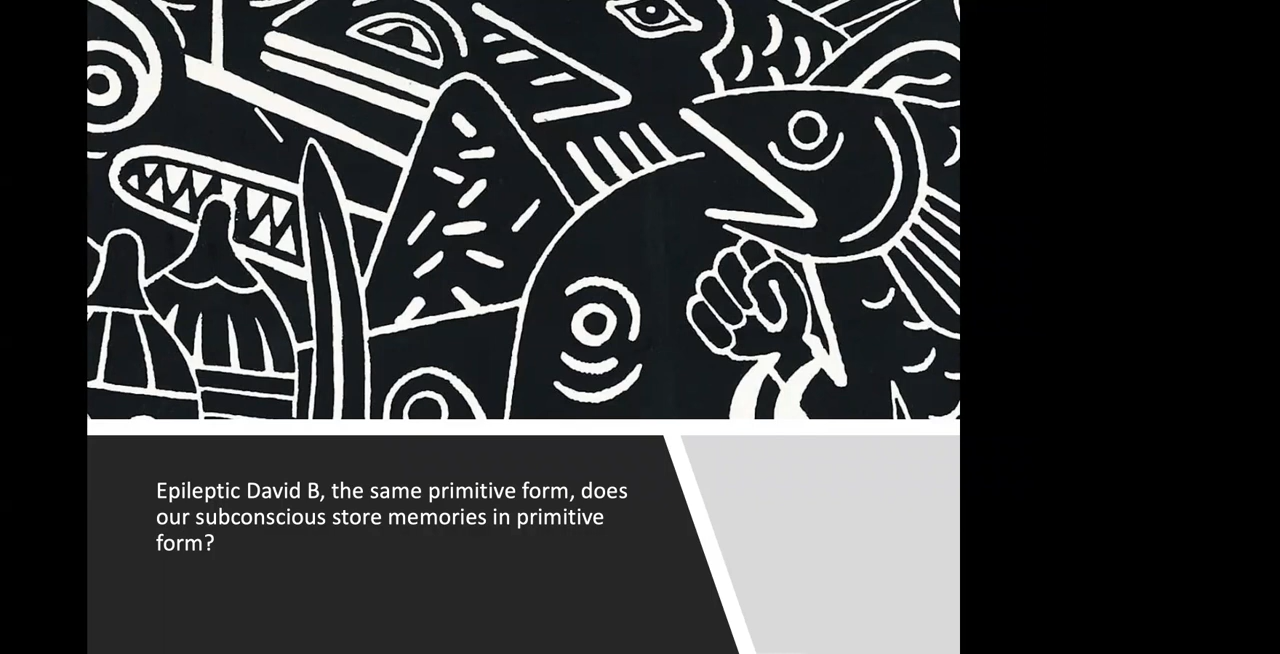 Epileptic David B, the same primitive form, does
our subconscious store memories in primitive
form?